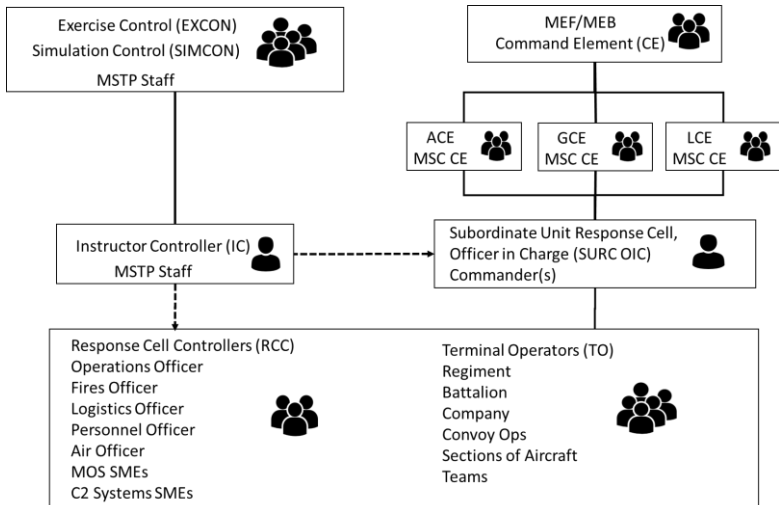 Exercise Control (EXCON)
Simulation Control (SIMCON)
MSTP Staff
MEF/MEB
Command Element (CE)
ACE
MSC CE
GCE
MSC CE
LCE
MSC CE
Instructor Controller (IC)
MSTP Staff
Subordinate Unit Response Cell,
Officer in Charge (SURC OIC)
Commander(s)
Response Cell Controllers (RCC)
Operations Officer
Fires Officer
Logistics Officer
Personnel Officer
Air Officer
MOS SMEs
C2 Systems SMEs
Terminal Operators (TO)
Regiment
Battalion
Company
Convoy Ops
Sections of Aircraft
Teams